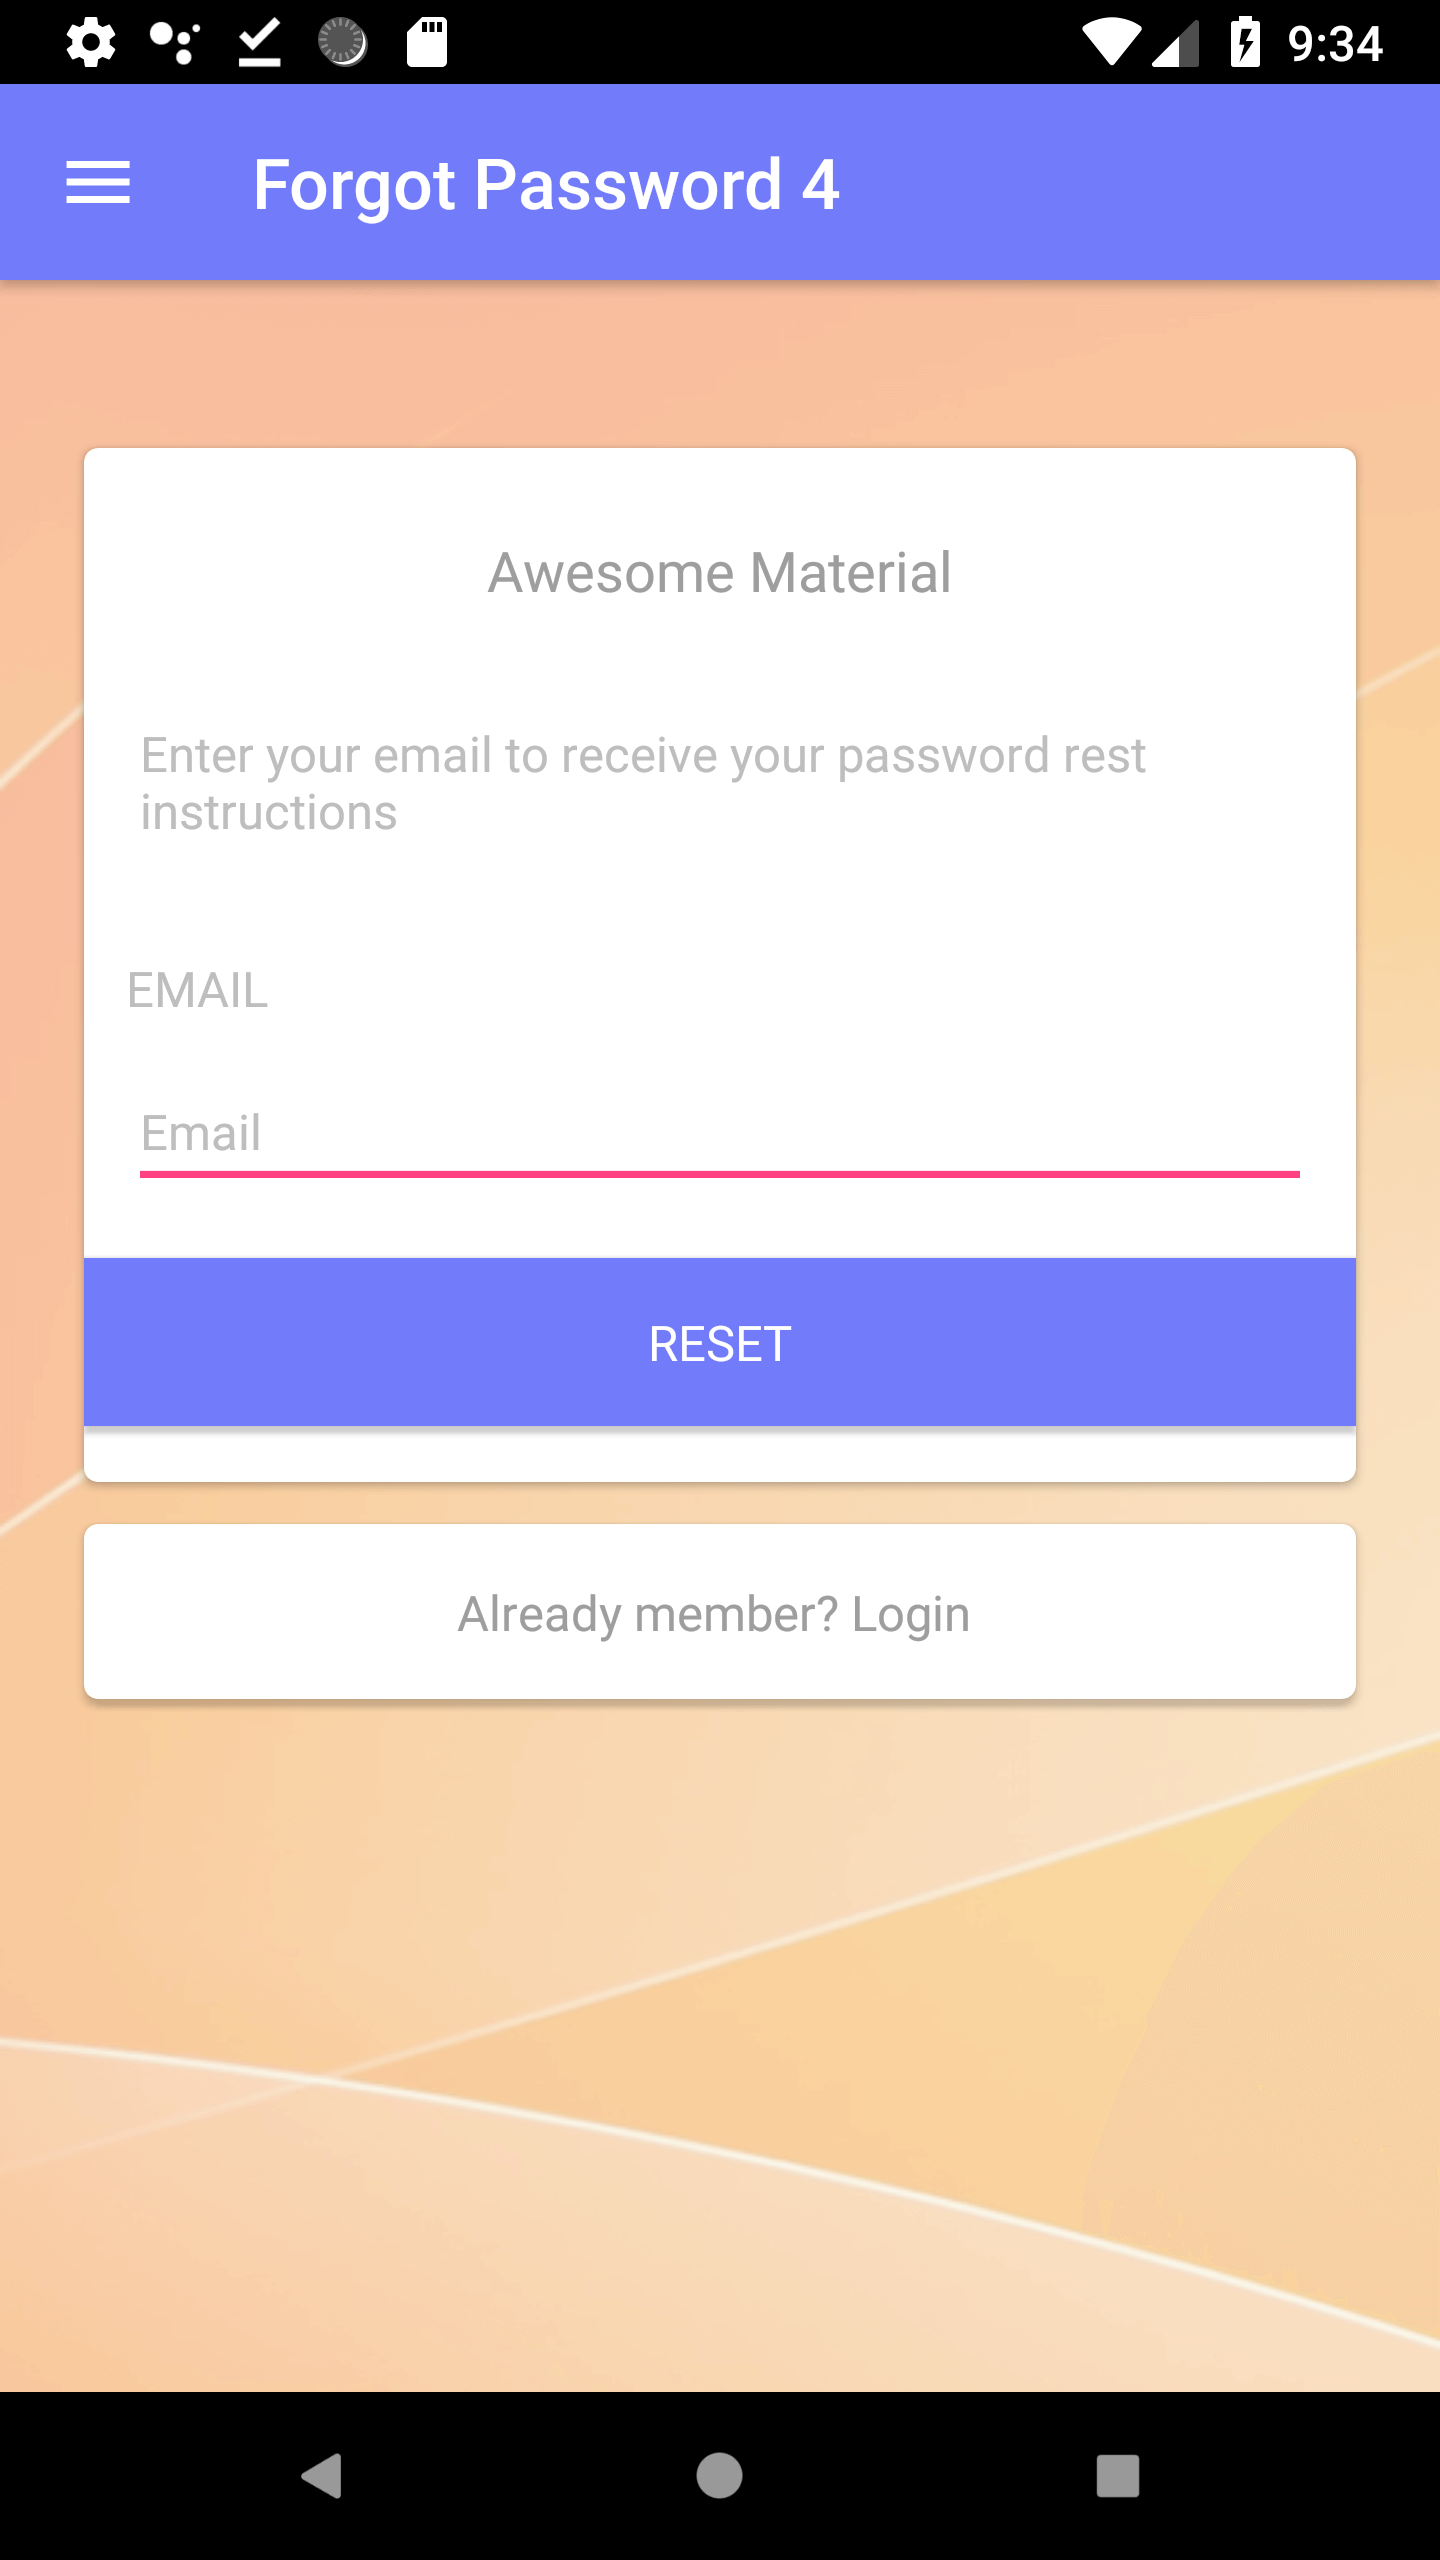 9:34
Forgot Password 4
Awesome Material
Enter your email to receive your password rest
instructions
EMAIL
Email
RESET
Already member? Login